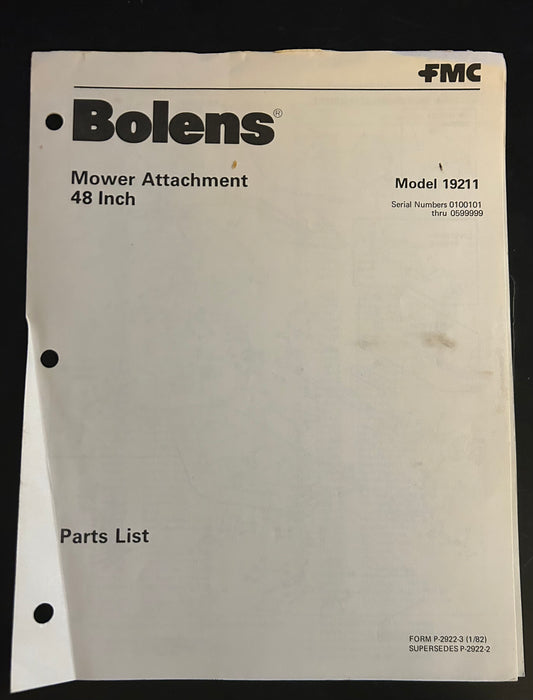 FMC
Bolens®
Mower Attachment
48 Inch
Model 19211
Serial Numbers 0100101
thru 0599999
Parts List
FORM P-2922-3 (1/82)
SUPERSEDES P-2922-2